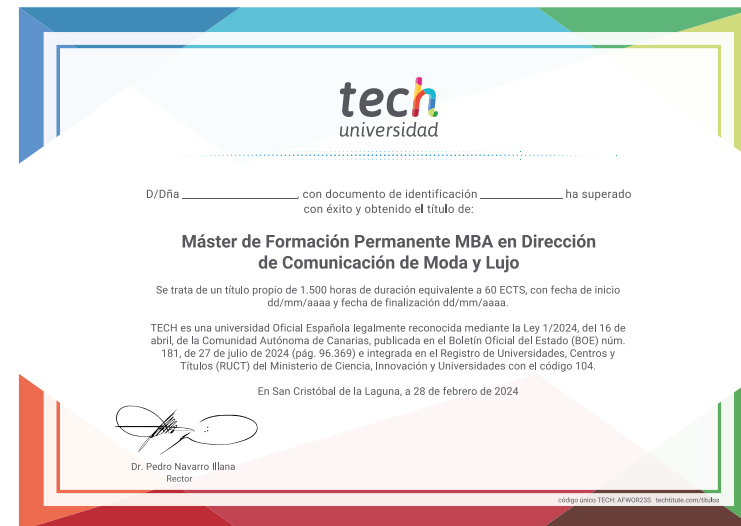 tech
universidad
D/Dña ______________, con documento de identificación ______________ ha superado
con éxito y obtenido el título de:
Máster de Formación Permanente MBA en Dirección
de Comunicación de Moda y Lujo
Se trata de un título propio de 1.500 horas de duración equivalente a 60 ECTS, con fecha de inicio
dd/mm/aaaa y fecha de finalización dd/mm/aaaa.
TECH es una universidad Oficial Española legalmente reconocida mediante la Ley 1/2024, del 16 de
abril, de la Comunidad Autónoma de Canarias, publicada en el Boletín Oficial del Estado (BOE) núm.
181, de 27 de julio de 2024 (pág. 96.369) e integrada en el Registro de Universidades, Centros y
Títulos (RUCT) del Ministerio de Ciencia, Innovación y Universidades con el código 104.
En San Cristóbal de la Laguna, a 28 de febrero de 2024
Dr. Pedro Navarro Illana
Rector
código único TECH: AFWOR23S techtitute.com/titulos